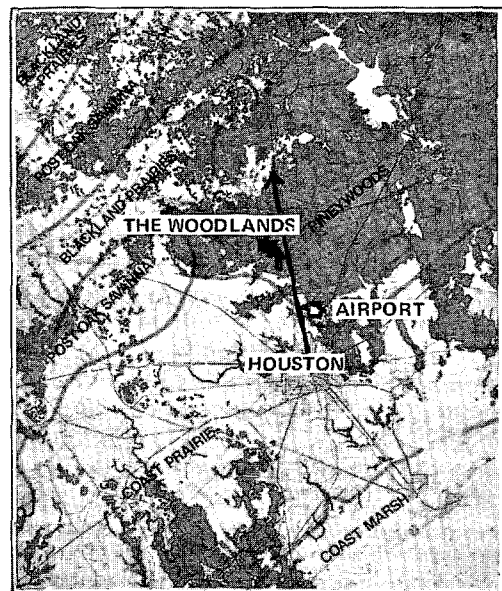 BLACKLAND
PRAIRIES
POST OAK SAVANNAH
BLACKLAND PRAIRIES
PINEYWOODS
THE WOODLANDS
POST OAK SAVANNAH
AIRPORT
HOUSTON
COAST PRAIRIE
COAST MARSH